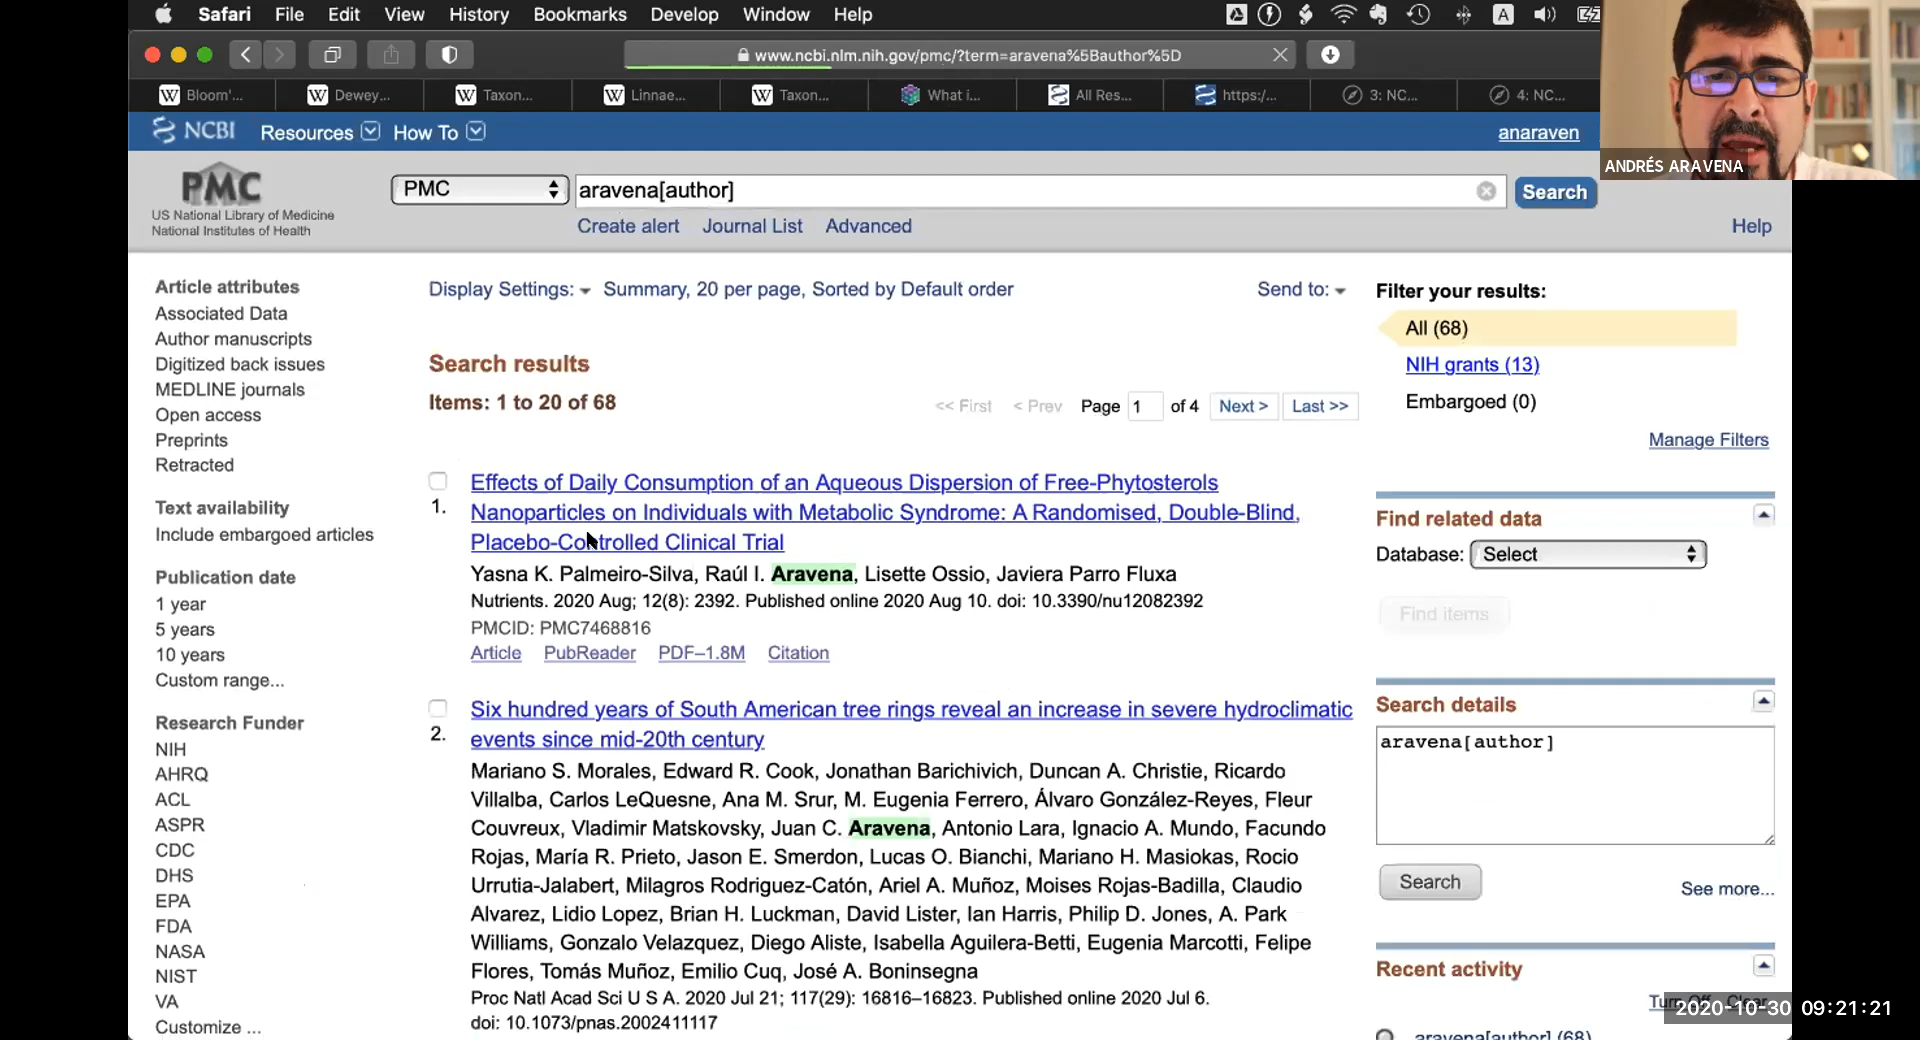 Safari File Edit View History Bookmarks Develop Window Help
www.ncbi.nlm.nih.gov/pmc/?term=aravena%5Bauthor%5D
Bloom'... Dewey... Taxon... Linnae... Taxon... What i... All Res... https:/... 3: NC... 4: NC...
NCBI Resources How To anaraven
ANDRÉS ARAVENA
PMC
US National Library of Medicine
National Institutes of Health
PMC aravena[author] Search
Create alert Journal List Advanced Help
Article attributes
Associated Data
Author manuscripts
Digitized back issues
MEDLINE journals
Open access
Preprints
Retracted
Text availability
Include embargoed articles
Publication date
1 year
5 years
10 years
Custom range...
Research Funder
NIH
AHRQ
ACL
ASPR
CDC
DHS
EPA
FDA
NASA
NIST
VA
Customize ...
Display Settings: Summary, 20 per page, Sorted by Default order Send to:
Search results
Items: 1 to 20 of 68
<< First < Prev Page 1 of 4 Next > Last >>
1.
Effects of Daily Consumption of an Aqueous Dispersion of Free-Phytosterols
Nanoparticles on Individuals with Metabolic Syndrome: A Randomised, Double-Blind,
Placebo-Controlled Clinical Trial
Yasna K. Palmeiro-Silva, Raúl I. Aravena, Lisette Ossio, Javiera Parro Fluxa
Nutrients. 2020 Aug; 12(8): 2392. Published online 2020 Aug 10. doi: 10.3390/nu12082392
PMCID: PMC7468816
Article PubReader PDF–1.8M Citation
2.
Six hundred years of South American tree rings reveal an increase in severe hydroclimatic
events since mid-20th century
Mariano S. Morales, Edward R. Cook, Jonathan Barichivich, Duncan A. Christie, Ricardo
Villalba, Carlos LeQuesne, Ana M. Srur, M. Eugenia Ferrero, Álvaro González-Reyes, Fleur
Couvreux, Vladimir Matskovsky, Juan C. Aravena, Antonio Lara, Ignacio A. Mundo, Facundo
Rojas, María R. Prieto, Jason E. Smerdon, Lucas O. Bianchi, Mariano H. Masiokas, Rocio
Urrutia-Jalabert, Milagros Rodriguez-Catón, Ariel A. Muñoz, Moises Rojas-Badilla, Claudio
Alvarez, Lidio Lopez, Brian H. Luckman, David Lister, Ian Harris, Philip D. Jones, A. Park
Williams, Gonzalo Velazquez, Diego Aliste, Isabella Aguilera-Betti, Eugenia Marcotti, Felipe
Flores, Tomás Muñoz, Emilio Cuq, José A. Boninsegna
Proc Natl Acad Sci U S A. 2020 Jul 21; 117(29): 16816–16823. Published online 2020 Jul 6.
doi: 10.1073/pnas.2002411117
Filter your results:
All (68)
NIH grants (13)
Embargoed (0)
Manage Filters
Find related data
Database: Select
Find items
Search details
aravena[author]
Search
See more...
Recent activity
Turn Off Clear
2020-10-30 09:21:21
aravena[author] (68)